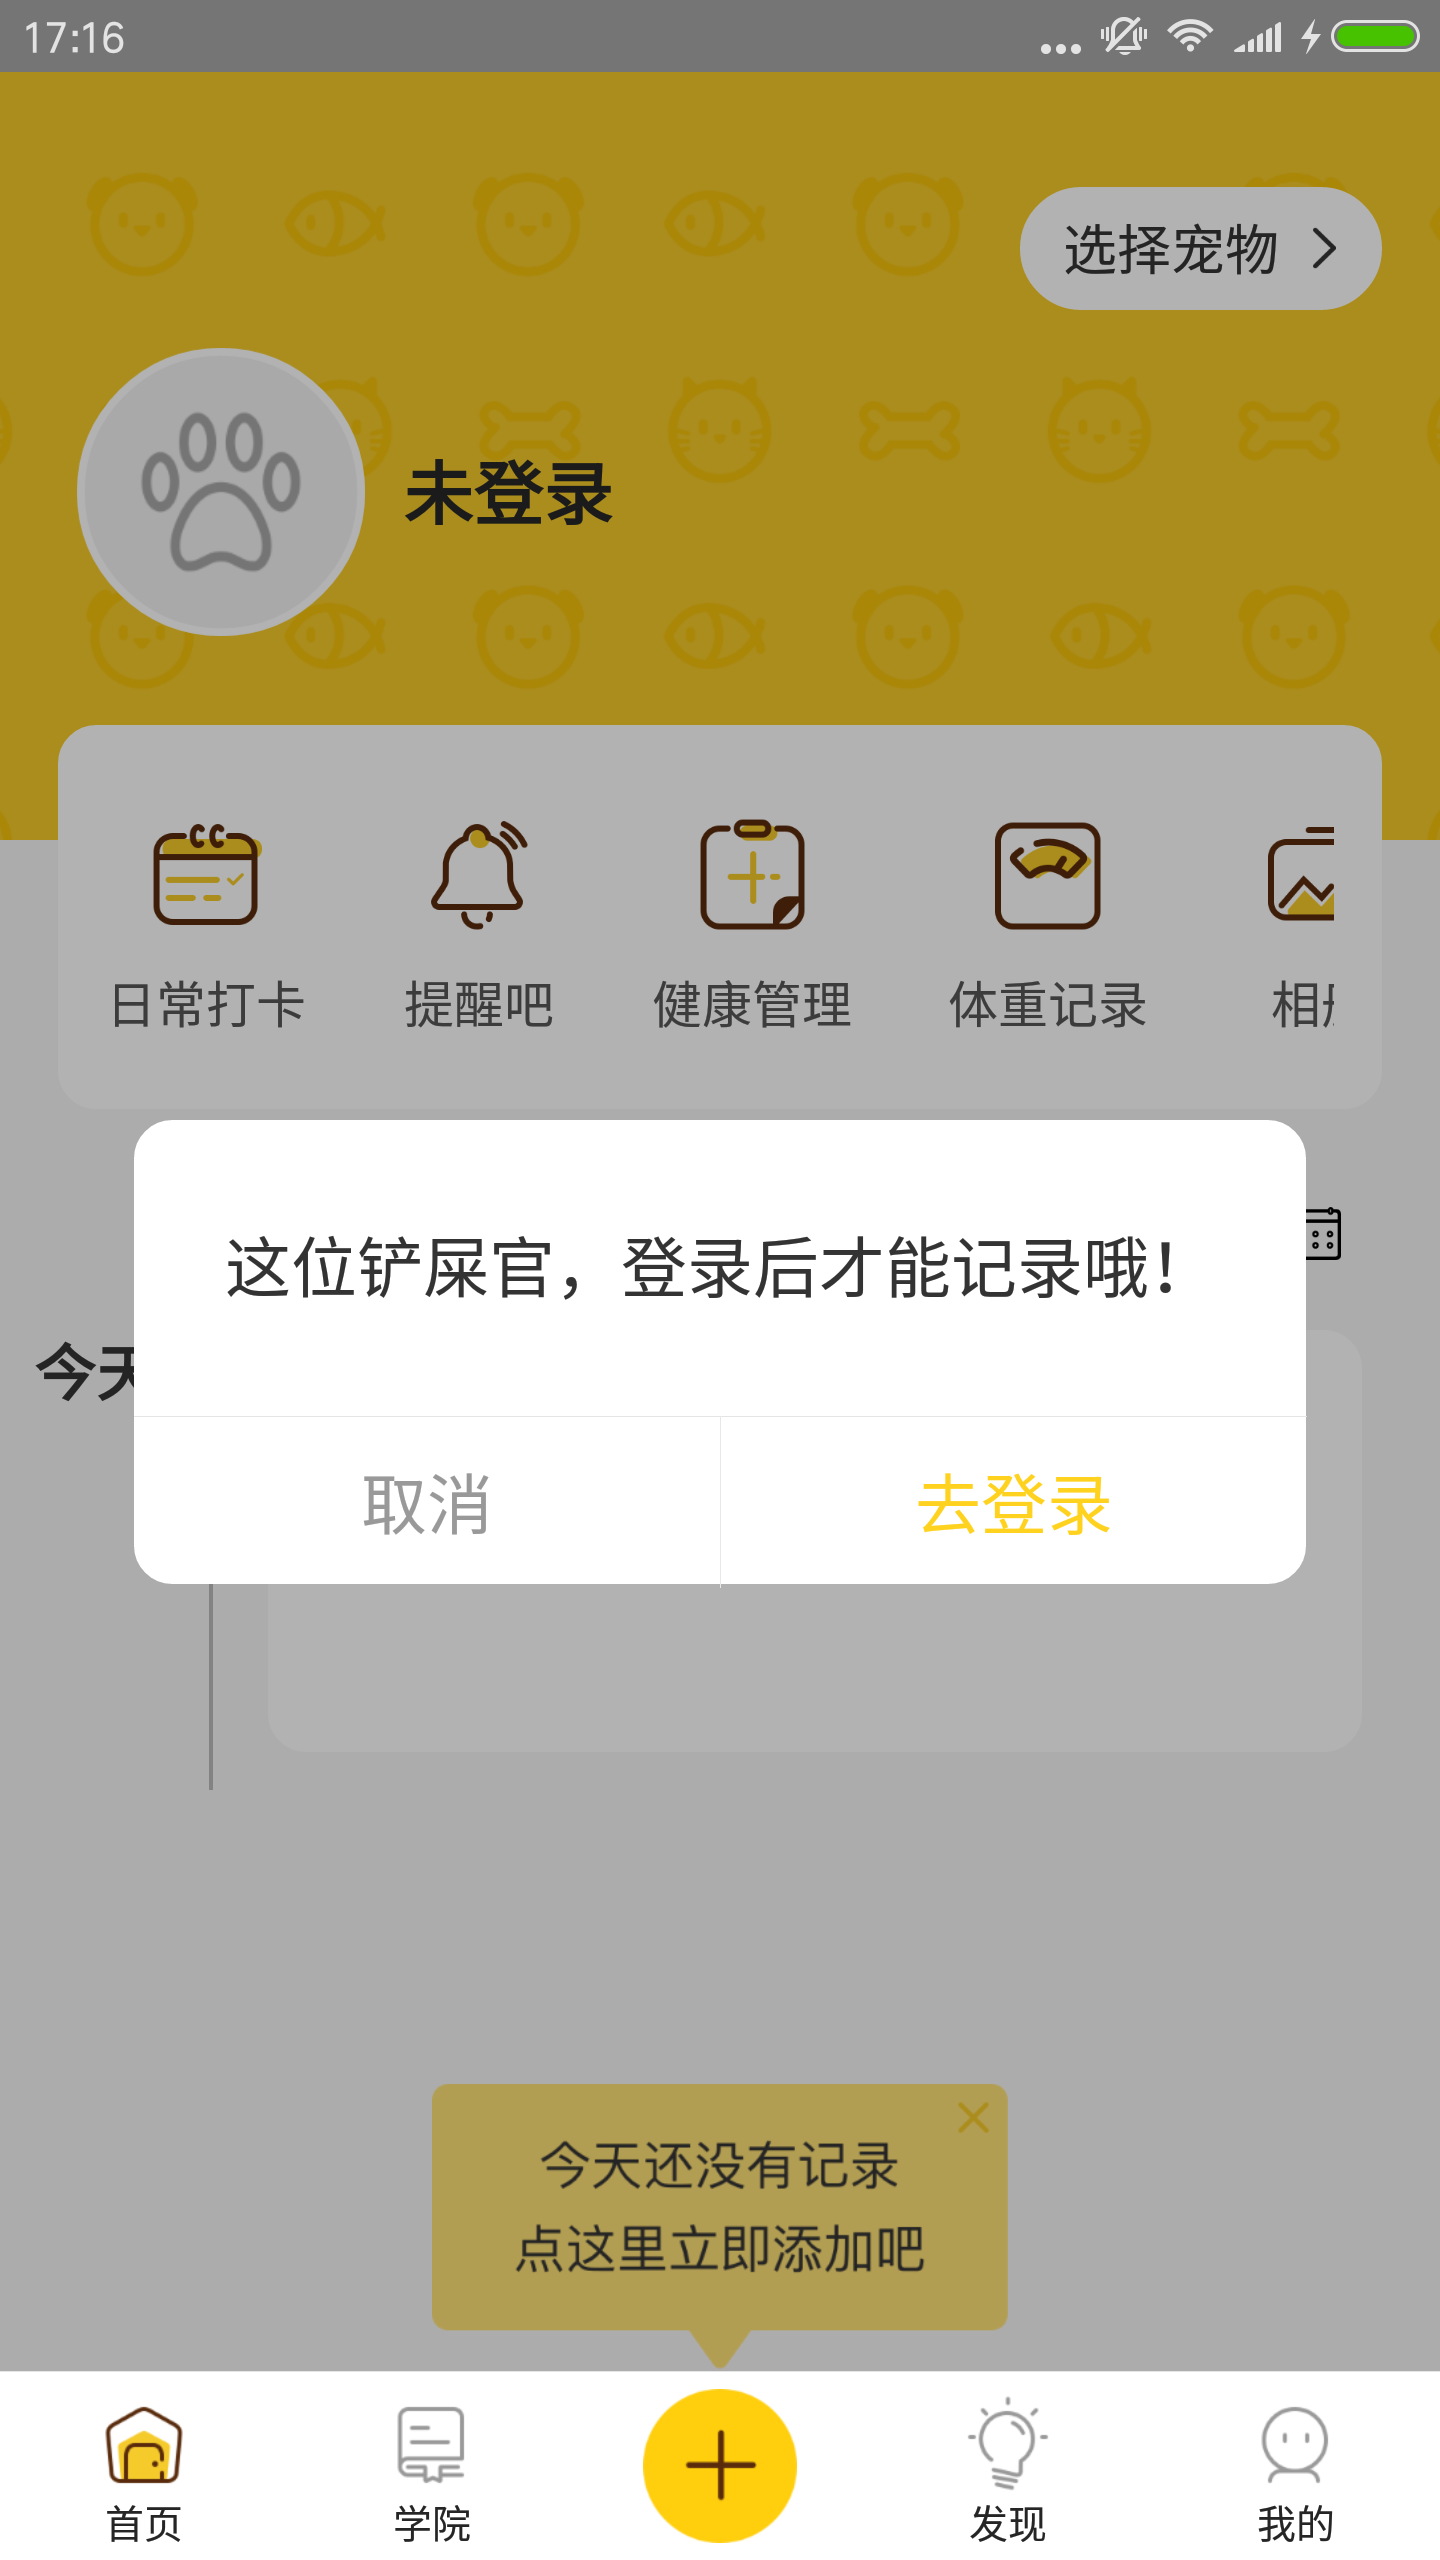 17:16
选择宠物
未登录
日常打卡
提醒吧
健康管理
体重记录
相册
这位铲屎官，登录后才能记录哦！
今天
取消
去登录
今天还没有记录
点这里立即添加吧
首页
学院
发现
我的